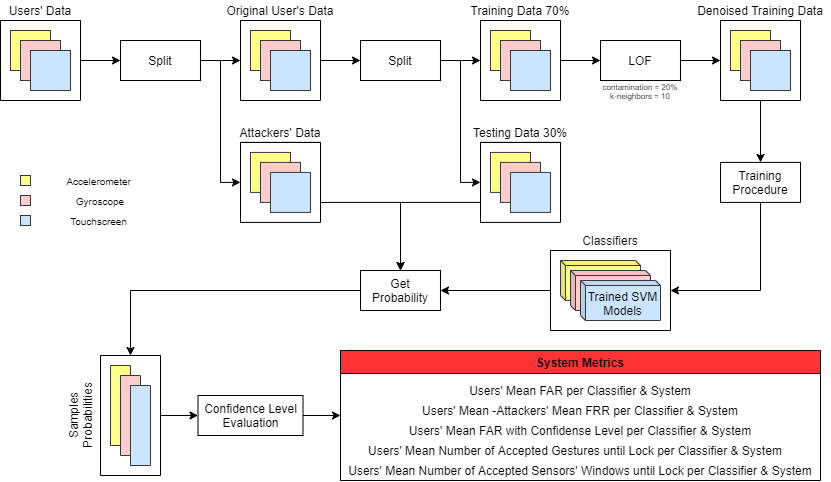 Users' Data
Original User's Data
Training Data 70%
Denoised Training Data
Split
Split
LOF
contamination = 20%
k-neighbors = 10
Attackers' Data
Testing Data 30%
Accelerometer
Gyroscope
Touchscreen
Training
Procedure
Classifiers
Trained SVM
Models
Get
Probability
Samples
Probabilities
Confidence Level
Evaluation
System Metrics
Users' Mean FAR per Classifier & System
Users' Mean -Attackers' Mean FRR per Classifier & System
Users' Mean FAR with Confidense Level per Classifier & System
Users' Mean Number of Accepted Gestures until Lock per Classifier & System
Users' Mean Number of Accepted Sensors' Windows until Lock per Classifier & System